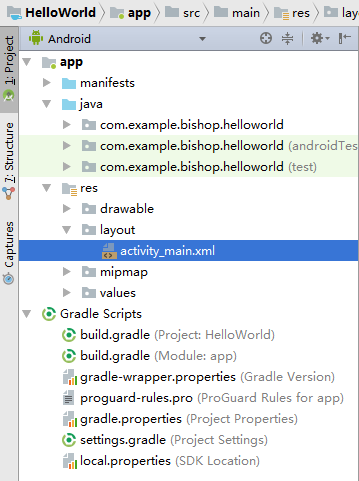 HelloWorld app src main res lay
1: Project
Android
app
manifests
java
com.example.bishop.helloworld
com.example.bishop.helloworld (androidTes
com.example.bishop.helloworld (test)
7: Structure
res
drawable
layout
Captures
activity_main.xml
mipmap
values
Gradle Scripts
build.gradle (Project: HelloWorld)
build.gradle (Module: app)
gradle-wrapper.properties (Gradle Version)
proguard-rules.pro (ProGuard Rules for app)
gradle.properties (Project Properties)
settings.gradle (Project Settings)
local.properties (SDK Location)